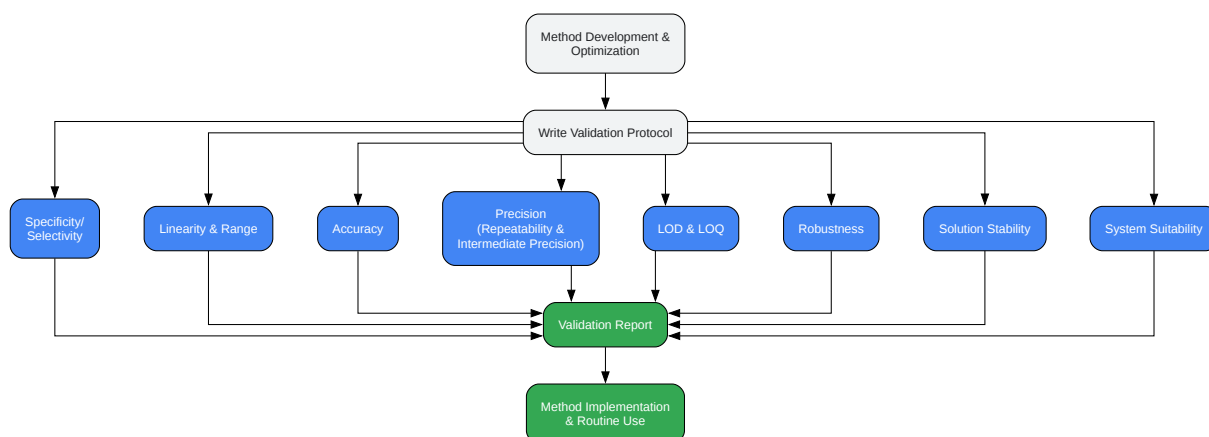 Method Development &
Optimization
Write Validation Protocol
Specificity/
Selectivity
Linearity & Range
Accuracy
Precision
(Repeatability &
Intermediate Precision)
LOD & LOQ
Robustness
Solution Stability
System Suitability
Validation Report
Method Implementation
& Routine Use